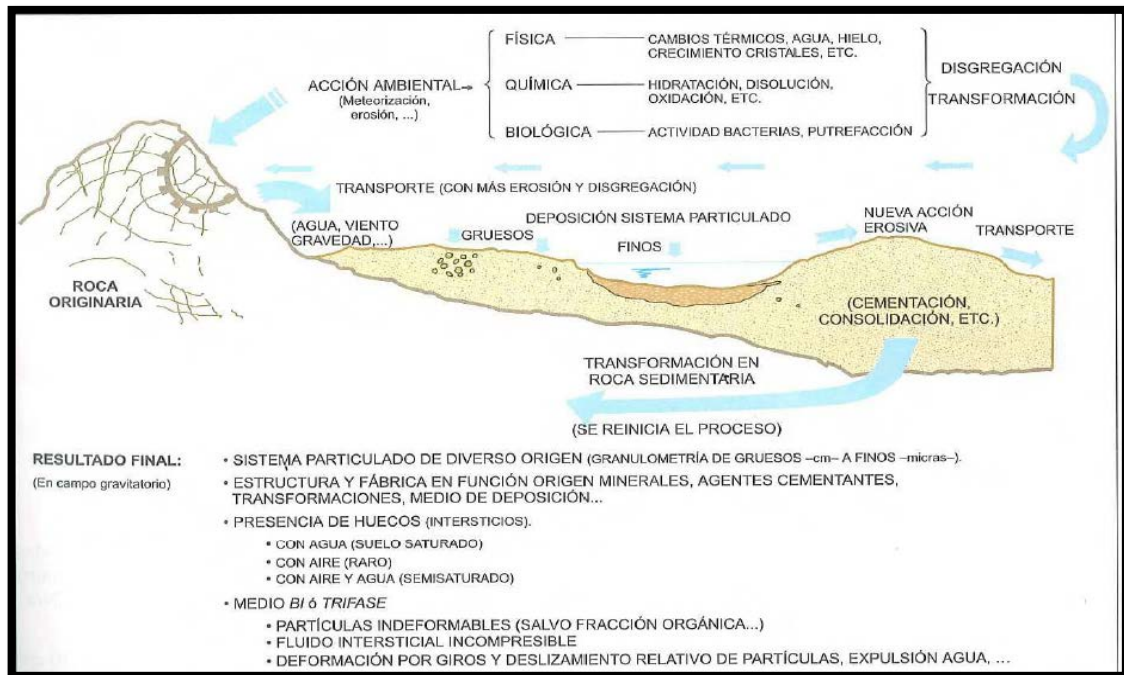 FÍSICA — CAMBIOS TÉRMICOS, AGUA, HIELO,
CRECIMIENTO CRISTALES, ETC.
ACCIÓN AMBIENTAL
(Meteorización,
erosión, ...)
QUÍMICA — HIDRATACIÓN, DISOLUCIÓN,
OXIDACIÓN, ETC.
BIOLÓGICA — ACTIVIDAD BACTERIAS, PUTREFACCIÓN
DISGREGACIÓN
TRANSFORMACIÓN
TRANSPORTE (CON MÁS EROSIÓN Y DISGREGACIÓN)
(AGUA, VIENTO
GRAVEDAD,...)
DEPOSICIÓN SISTEMA PARTICULADO
GRUESOS
FINOS
NUEVA ACCIÓN
EROSIVA
TRANSPORTE
ROCA
ORIGINARIA
(CEMENTACIÓN,
CONSOLIDACIÓN, ETC.)
TRANSFORMACIÓN EN
ROCA SEDIMENTARIA
(SE REINICIA EL PROCESO)
RESULTADO FINAL:
(En campo gravitatorio)
• SISTEMA PARTICULADO DE DIVERSO ORIGEN (GRANULOMETRÍA DE GRUESOS –cm– A FINOS –micras–).
• ESTRUCTURA Y FÁBRICA EN FUNCIÓN ORIGEN MINERALES, AGENTES CEMENTANTES,
TRANSFORMACIONES, MEDIO DE DEPOSICIÓN...
• PRESENCIA DE HUECOS (INTERSTICIOS).
• CON AGUA (SUELO SATURADO)
• CON AIRE (RARO)
• CON AIRE Y AGUA (SEMISATURADO)
• MEDIO BI ó TRIFASE
• PARTÍCULAS INDEFORMABLES (SALVO FRACCIÓN ORGÁNICA...)
• FLUIDO INTERSTICIAL INCOMPRESIBLE
• DEFORMACIÓN POR GIROS Y DESLIZAMIENTO RELATIVO DE PARTÍCULAS, EXPULSIÓN AGUA, ...